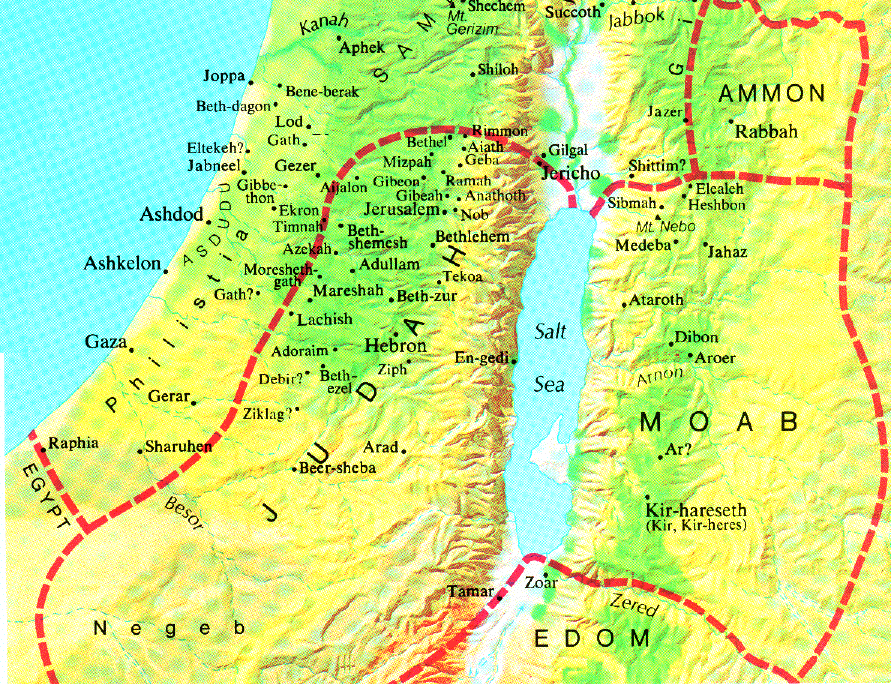 Shechem
Mt.
Gerizim
Succoth
Jabbok
Kanah
Aphek
S A M
G I
Shiloh
Joppa
Bene-berak
Beth-dagon
AMMON
Lod
Gath
Jazer
Rabbah
Rimmon
Bethel
Aiath
Eltekeh?
Gilgal
Mizpah
Geba
Jabneel
Gezer
Jericho
Shittim?
Gibbe-
thon
Aijalon
Gibeon
Ramah
Elealeh
Heshbon
Gibeah
Anathoth
Sibmah
Ashdod
Ekron
Jerusalem
Nob
Timnah
Beth-
shemesh
Mt. Nebo
ASDUDU
Bethlehem
Medeba
Jahaz
Azekah
Ashkelon
Adullam
Moresheth-
gath
Tekoa
Gath?
Mareshah
Beth-zur
Ataroth
Lachish
Philistia
Salt
Sea
Gaza
Hebron
Dibon
Adoraim
En-gedi
Aroer
Ziph
Arnon
Debir?
Beth-
ezel
Gerar
Ziklag?
JUDAH
MOAB
Raphia
Sharuhen
Arad
Ar?
Beer-sheba
EGYPT
Besor
Kir-hareseth
(Kir, Kir-heres)
Zoar
Tamar
Zered
Negeb
EDOM